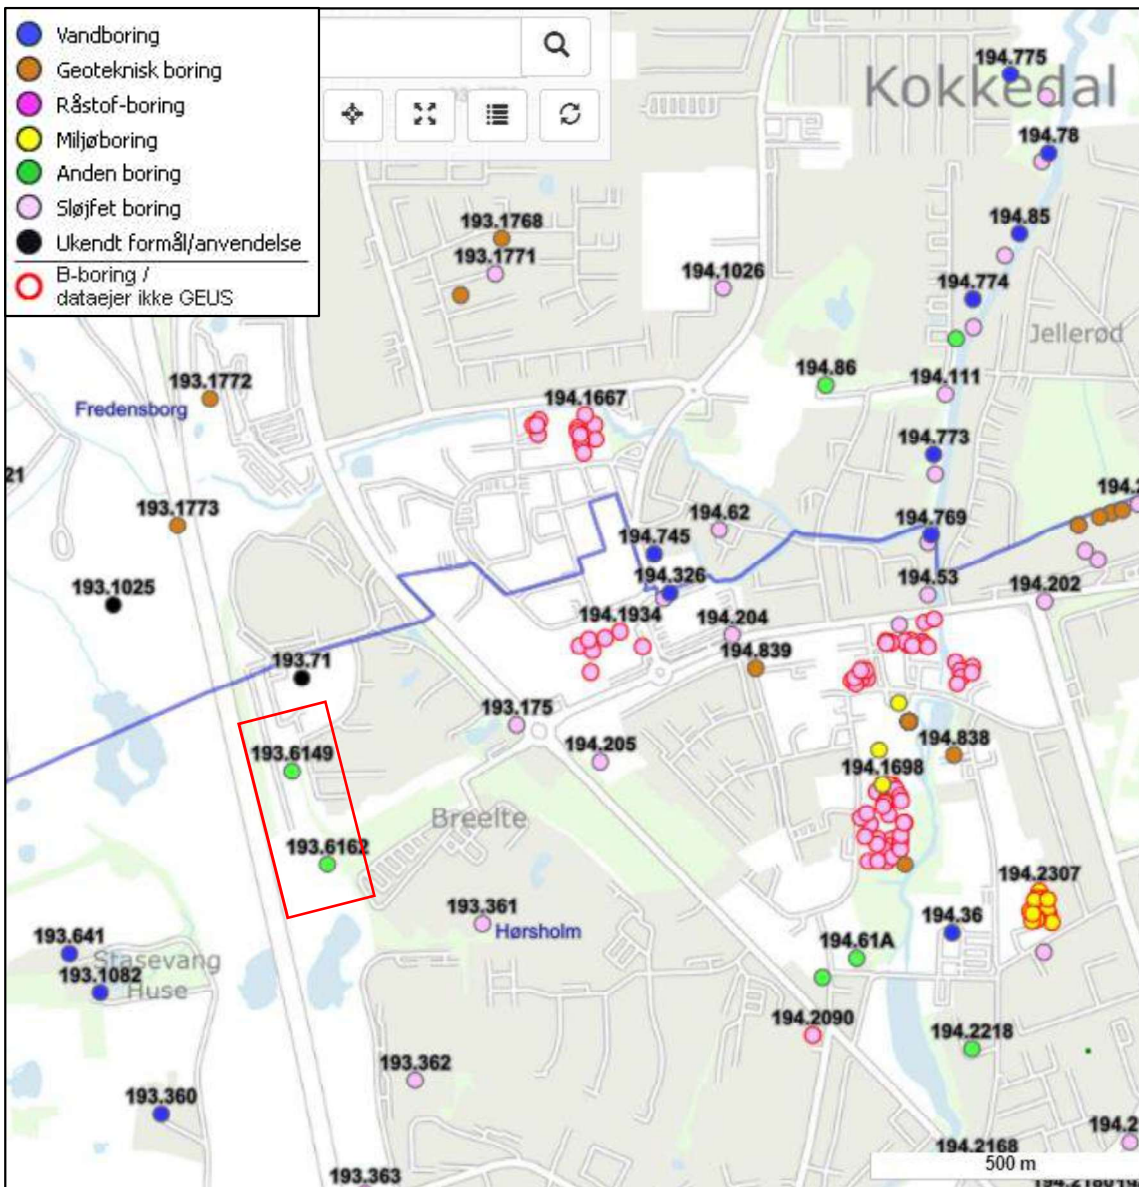 Vandboring
Geoteknisk boring
Råstof-boring
Miljøboring
Anden boring
Sløjfet boring
Ukendt formål/anvendelse
B-boring /
dataejer ikke GEUS
194.775
Kokkedal
194.78
193.1768
194.85
193.1771
194.1026
194.774
Jellerød
194.86
193.1772
194.111
194.1667
Fredensborg
194.773
21
194.2
193.1773
194.62
194.769
194.745
194.326
194.53
194.202
193.1025
194.1934
194.204
194.839
193.71
193.175
194.838
193.6149
194.205
194.1698
Breelte
193.6162
194.2307
193.361
194.36
Hørsholm
194.61A
193.641
Stasevang
193.1082
Huse
194.2090
194.2218
193.362
193.360
194.2
194.2168
500 m
193.363